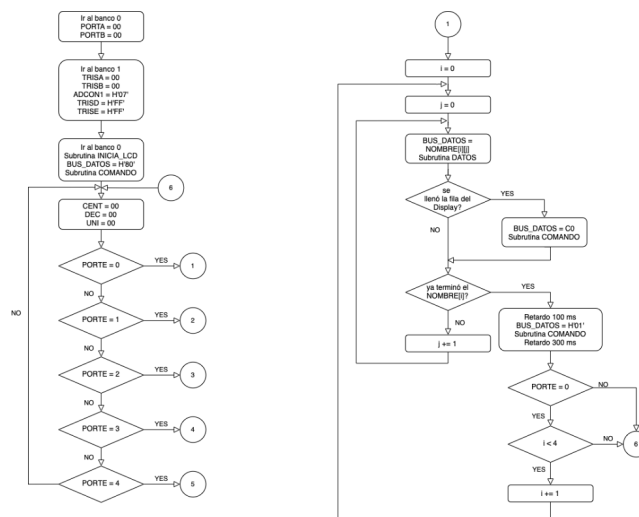 Ir al banco 0
PORTA = 00
PORTB = 00
Ir al banco 1
TRISA = 00
TRISB = 00
ADCON1 = H'07'
TRISD = H'FF'
TRISE = H'FF'
Ir al banco 0
Subrutina INICIA_LCD
BUS_DATOS = H'80'
Subrutina COMANDO
6
CENT = 00
DEC = 00
UNI = 00
PORTE = 0
YES
1
NO
PORTE = 1
YES
2
NO
PORTE = 2
YES
3
NO
PORTE = 3
YES
4
NO
PORTE = 4
YES
5
NO
1
i = 0
j = 0
BUS_DATOS =
NOMBRE[i][j]
Subrutina DATOS
se
llenó la fila del
Display?
YES
NO
BUS_DATOS = C0
Subrutina COMANDO
ya terminó el
NOMBRE[i]?
YES
NO
j += 1
Retardo 100 ms
BUS_DATOS = H'01'
Subrutina COMANDO
Retardo 300 ms
PORTE = 0
NO
YES
6
i < 4
NO
YES
i += 1